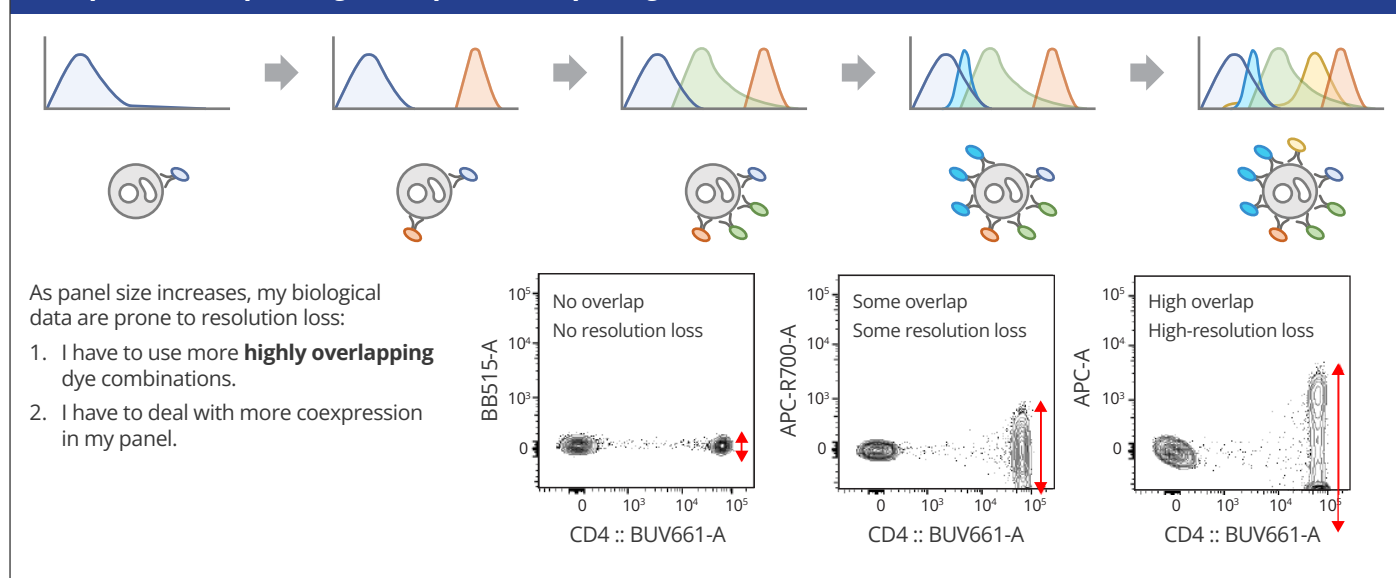 As panel size increases, my biological
data are prone to resolution loss:
1. I have to use more highly overlapping
dye combinations.
2. I have to deal with more coexpression
in my panel.
BB515-A
10⁵
10⁴
10³
0
No overlap
No resolution loss
0 10³ 10⁴ 10⁵
CD4 :: BUV661-A
APC-R700-A
10⁵
10⁴
10³
0
Some overlap
Some resolution loss
0 10³ 10⁴ 10⁵
CD4 :: BUV661-A
APC-A
10⁵
10⁴
10³
0
High overlap
High-resolution loss
0 10³ 10⁴ 10⁵
CD4 :: BUV661-A